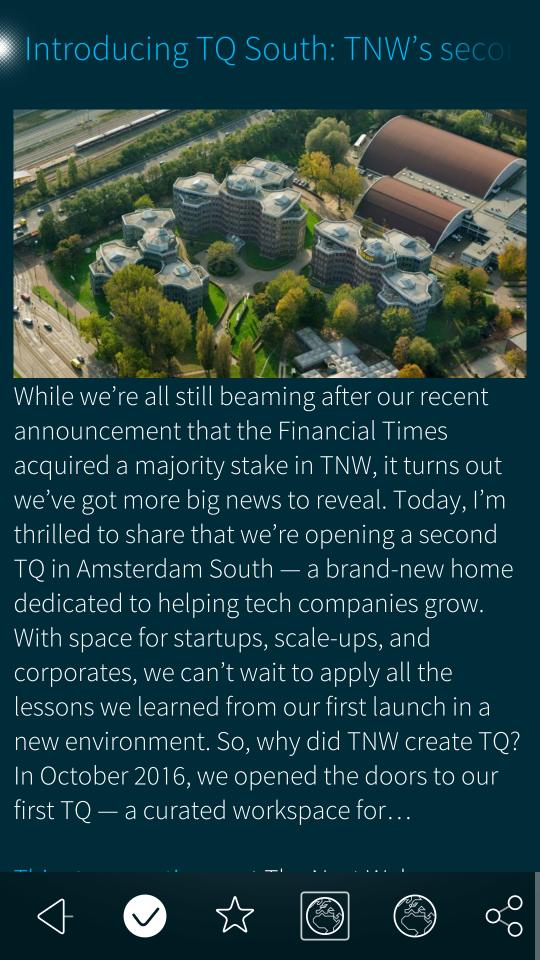 Introducing TQ South: TNW’s
While we’re all still beaming after our recent
announcement that the Financial Times
acquired a majority stake in TNW, it turns out
we’ve got more big news to reveal. Today, I’m
thrilled to share that we’re opening a second
TQ in Amsterdam South — a brand-new home
dedicated to helping tech companies grow.
With space for startups, scale-ups, and
corporates, we can’t wait to apply all the
lessons we learned from our first launch in a
new environment. So, why did TNW create TQ?
In October 2016, we opened the doors to our
first TQ — a curated workspace for…